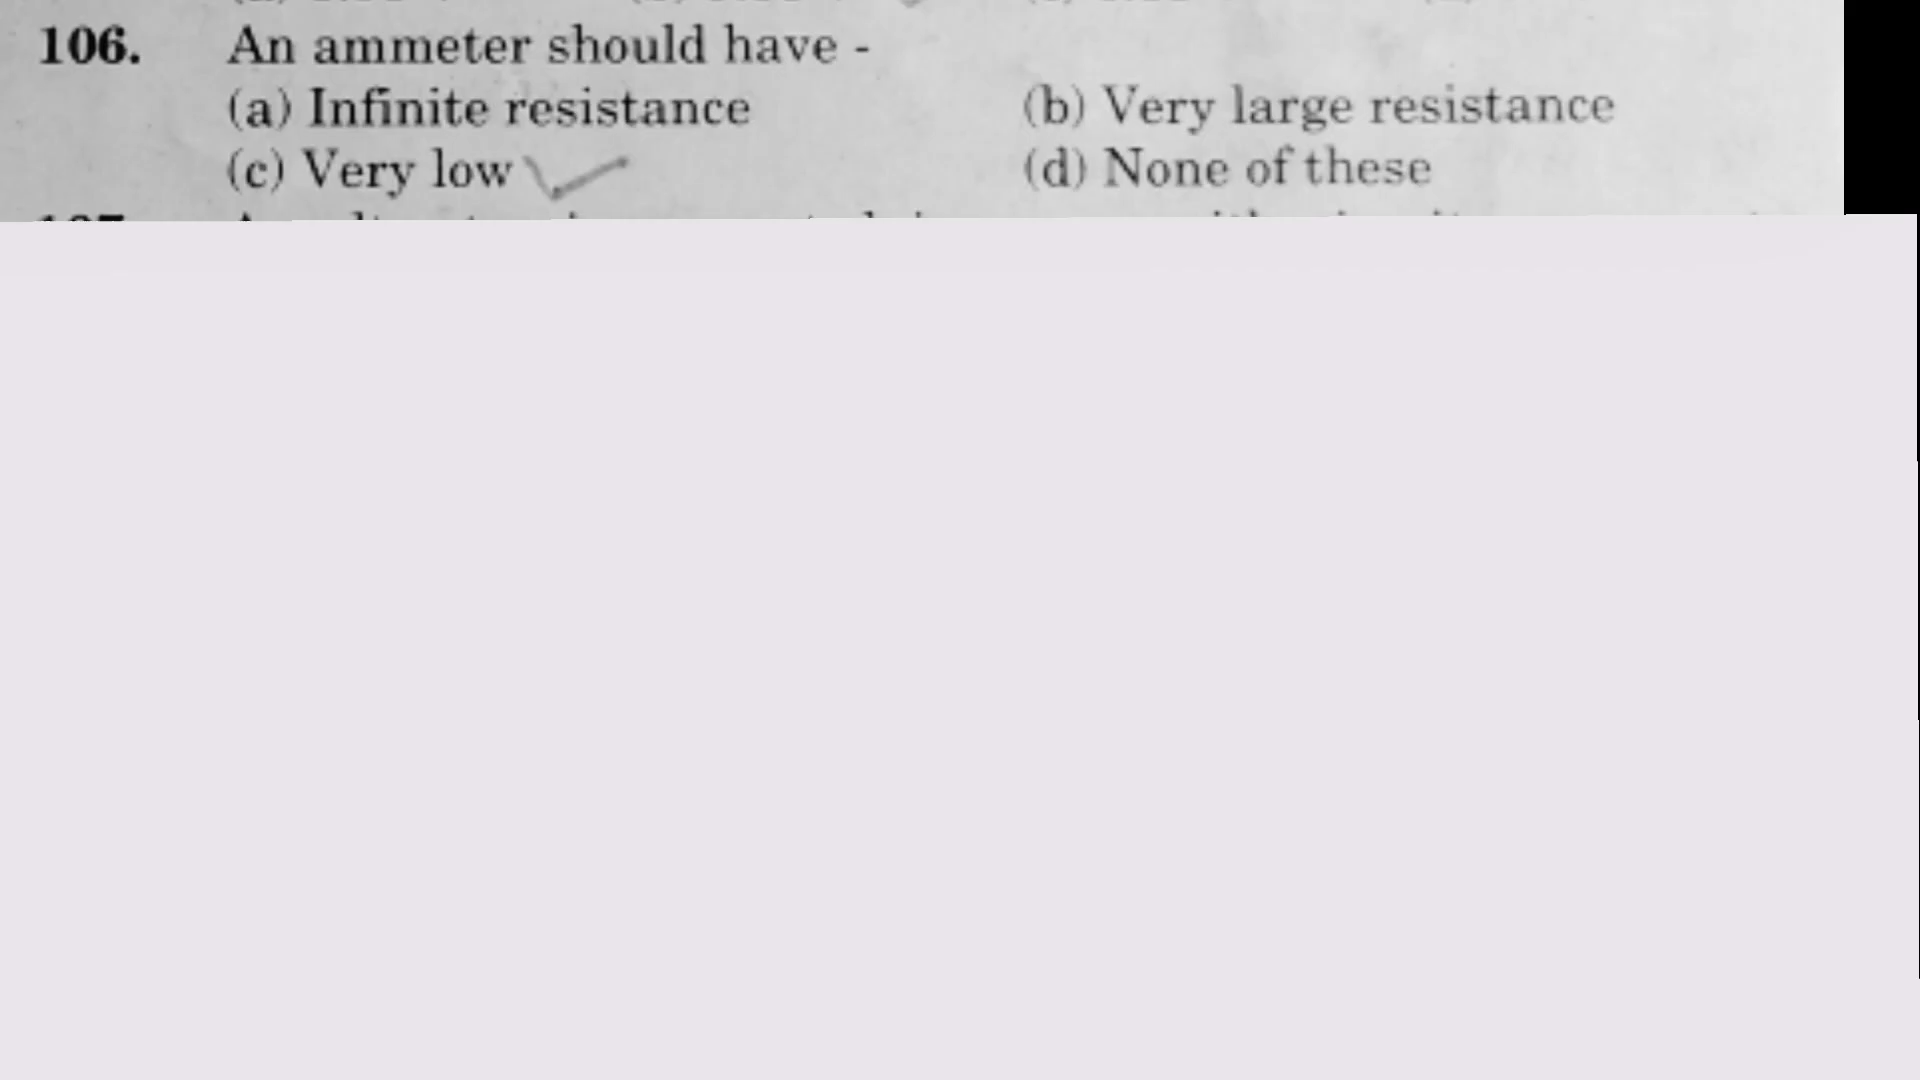 106. An ammeter should have -
(a) Infinite resistance (b) Very large resistance
(c) Very low (d) None of these